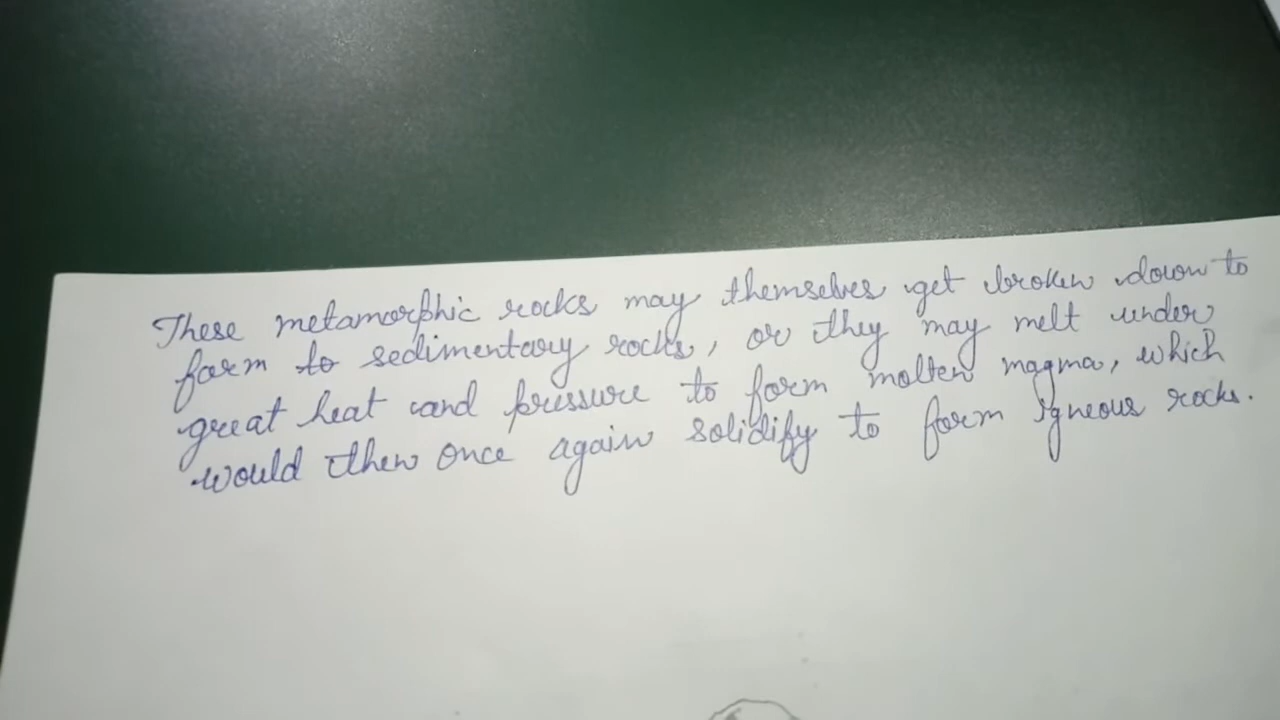 These metamorphic rocks may themselves get broken down to
form to sedimentary rocks, or they may melt under
great heat and pressure to form molten magma, which
would then once again solidify to form igneous rocks.